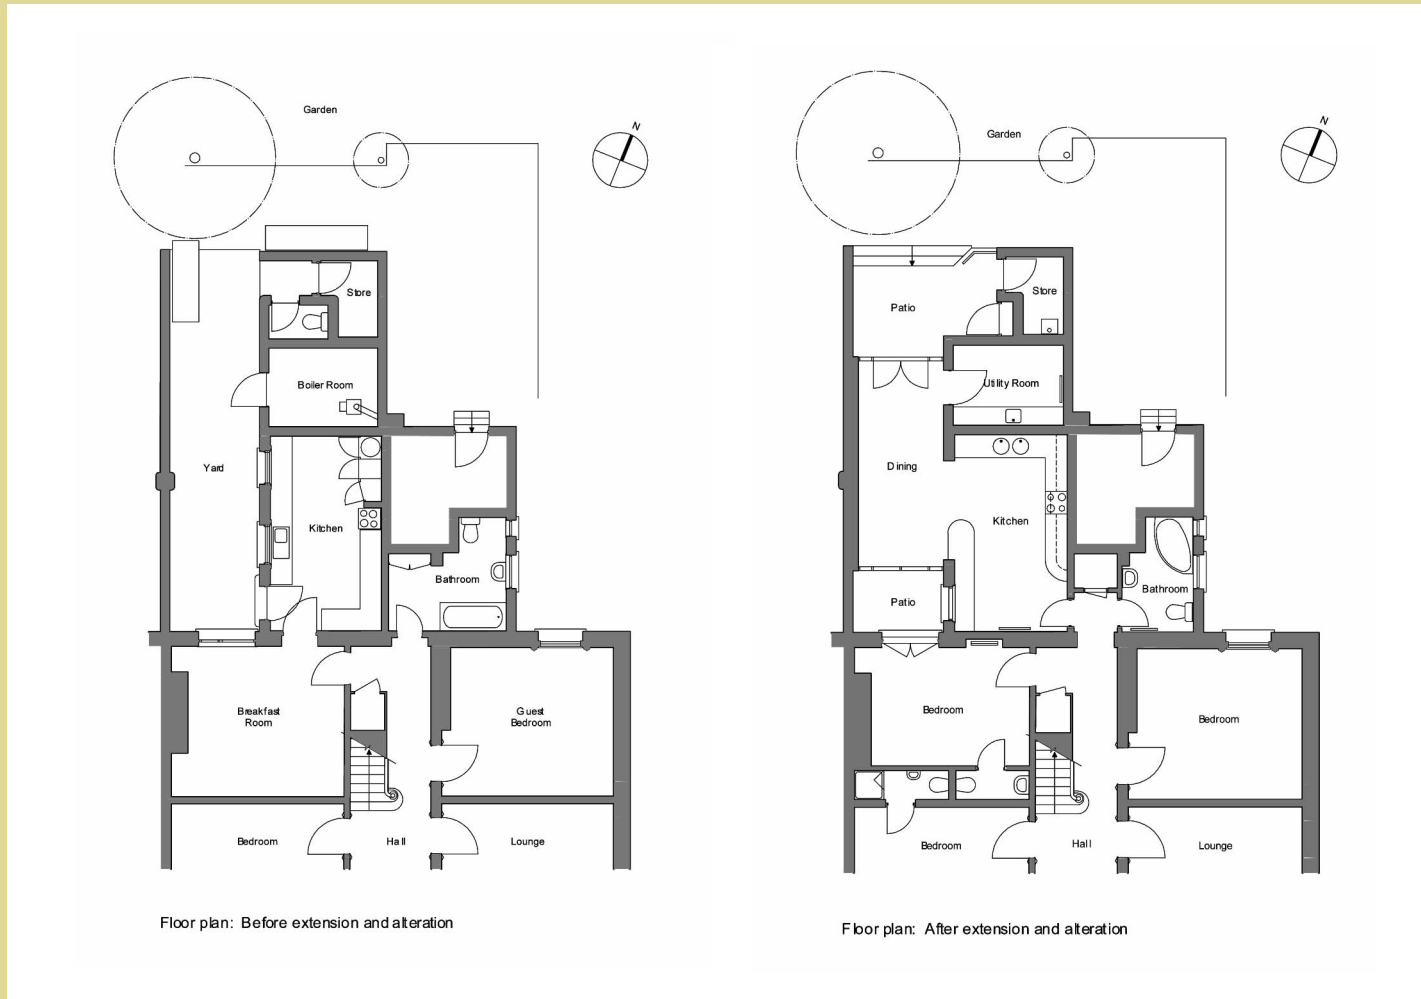 Garden
N
Store
Boiler Room
Yard
Kitchen
Bathroom
Breakfast
Room
Guest
Bedroom
Bedroom
Hall
Lounge
Floor plan: Before extension and alteration
Garden
N
Store
Patio
Utility Room
Dining
Kitchen
Bathroom
Patio
Bedroom
Bedroom
Bedroom
Hall
Lounge
Floor plan: After extension and alteration